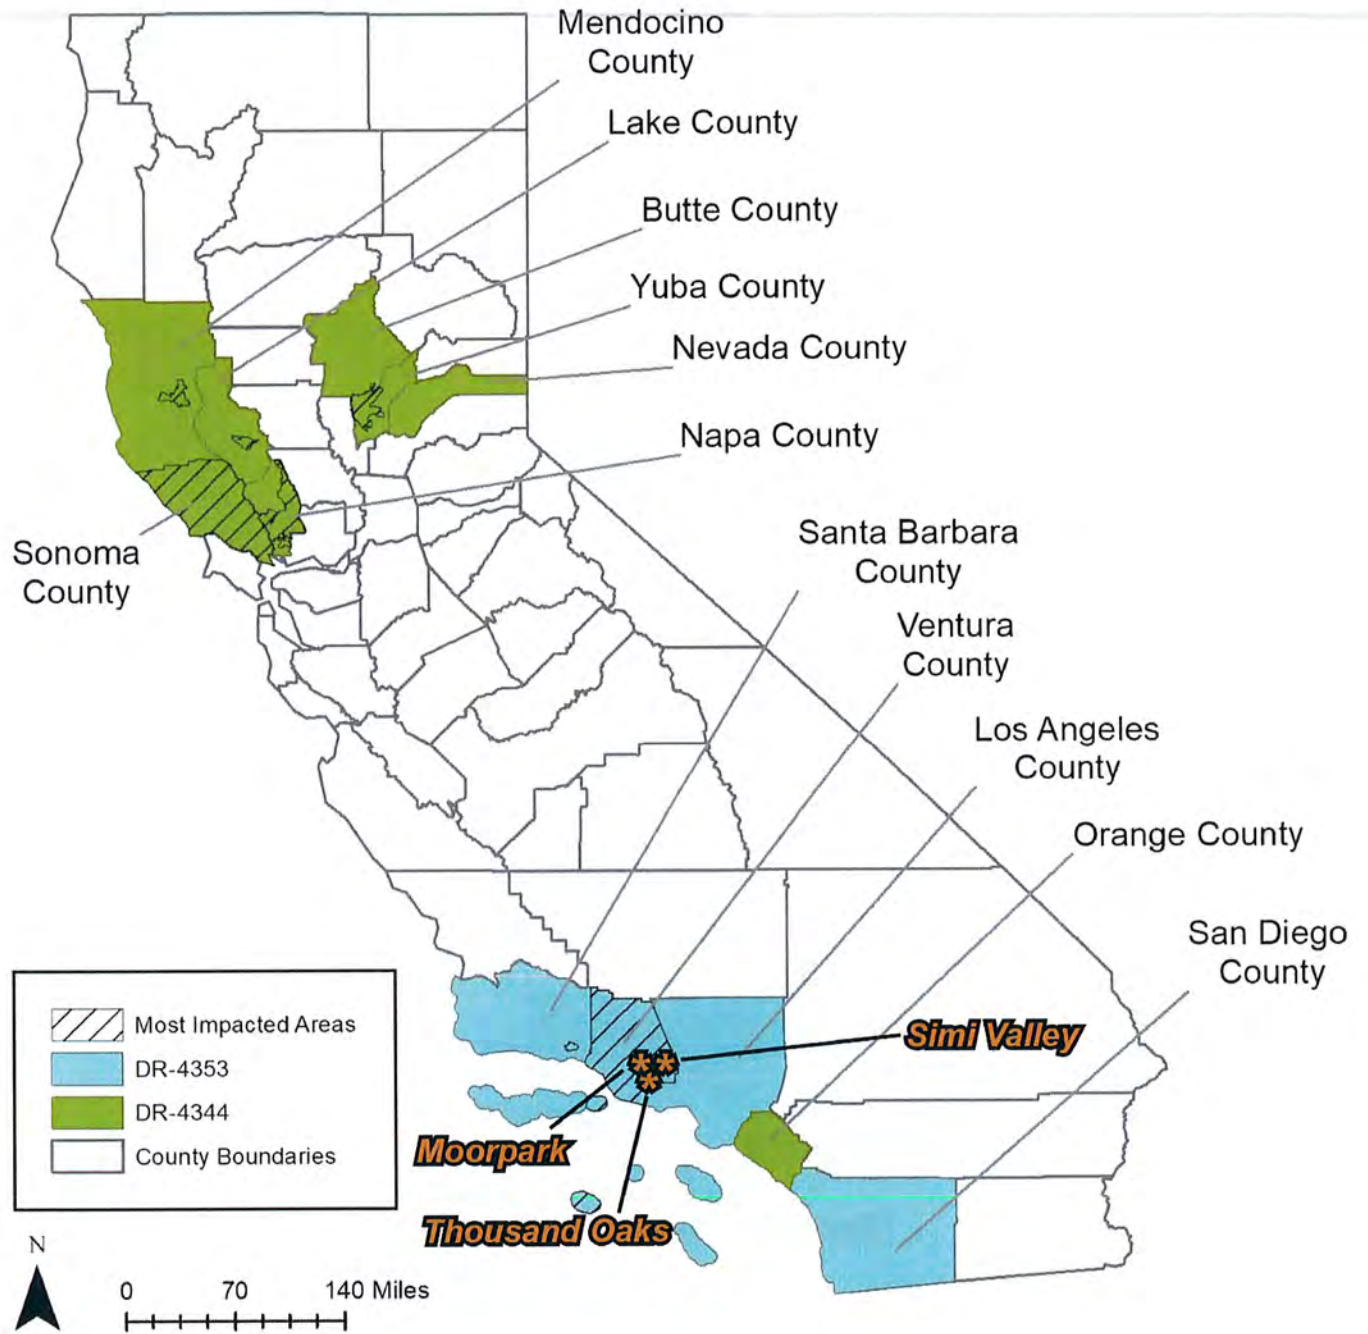 Mendocino
County
Lake County
Butte County
Yuba County
Nevada County
Napa County
Sonoma
County
Santa Barbara
County
Ventura
County
Los Angeles
County
Orange County
San Diego
County
Simi Valley
Moorpark
Thousand Oaks
Most Impacted Areas
DR-4353
DR-4344
County Boundaries
N
0 70 140 Miles